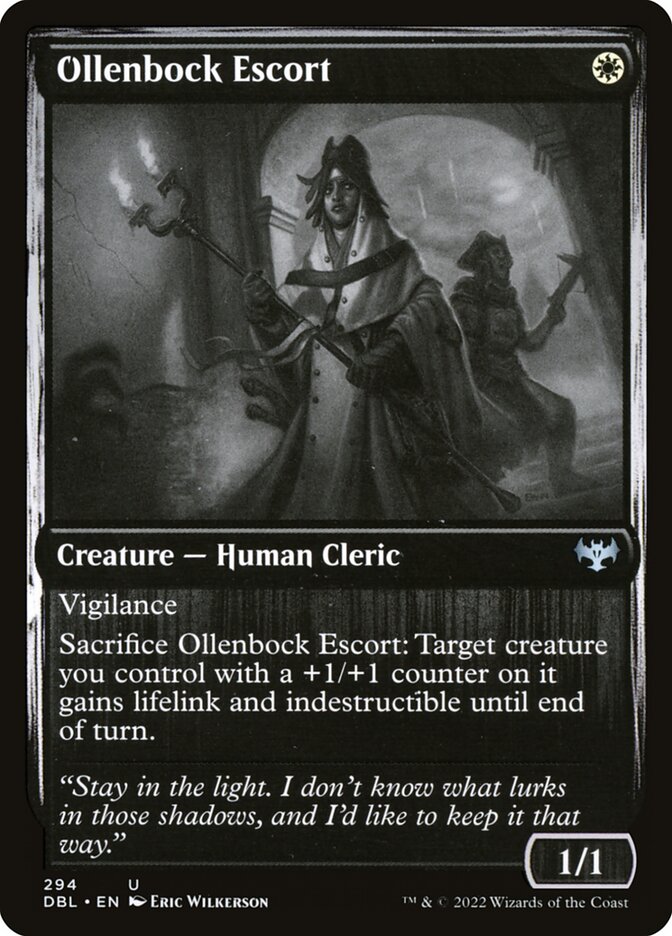 Ollenbock Escort
Creature — Human Cleric
Vigilance
Sacrifice Ollenbock Escort: Target creature
you control with a +1/+1 counter on it
gains lifelink and indestructible until end
of turn.
“Stay in the light. I don’t know what lurks
in those shadows, and I’d like to keep it that
way.”
1/1
294 U
DBL • EN Eric Wilkerson
™ & © 2022 Wizards of the Coast